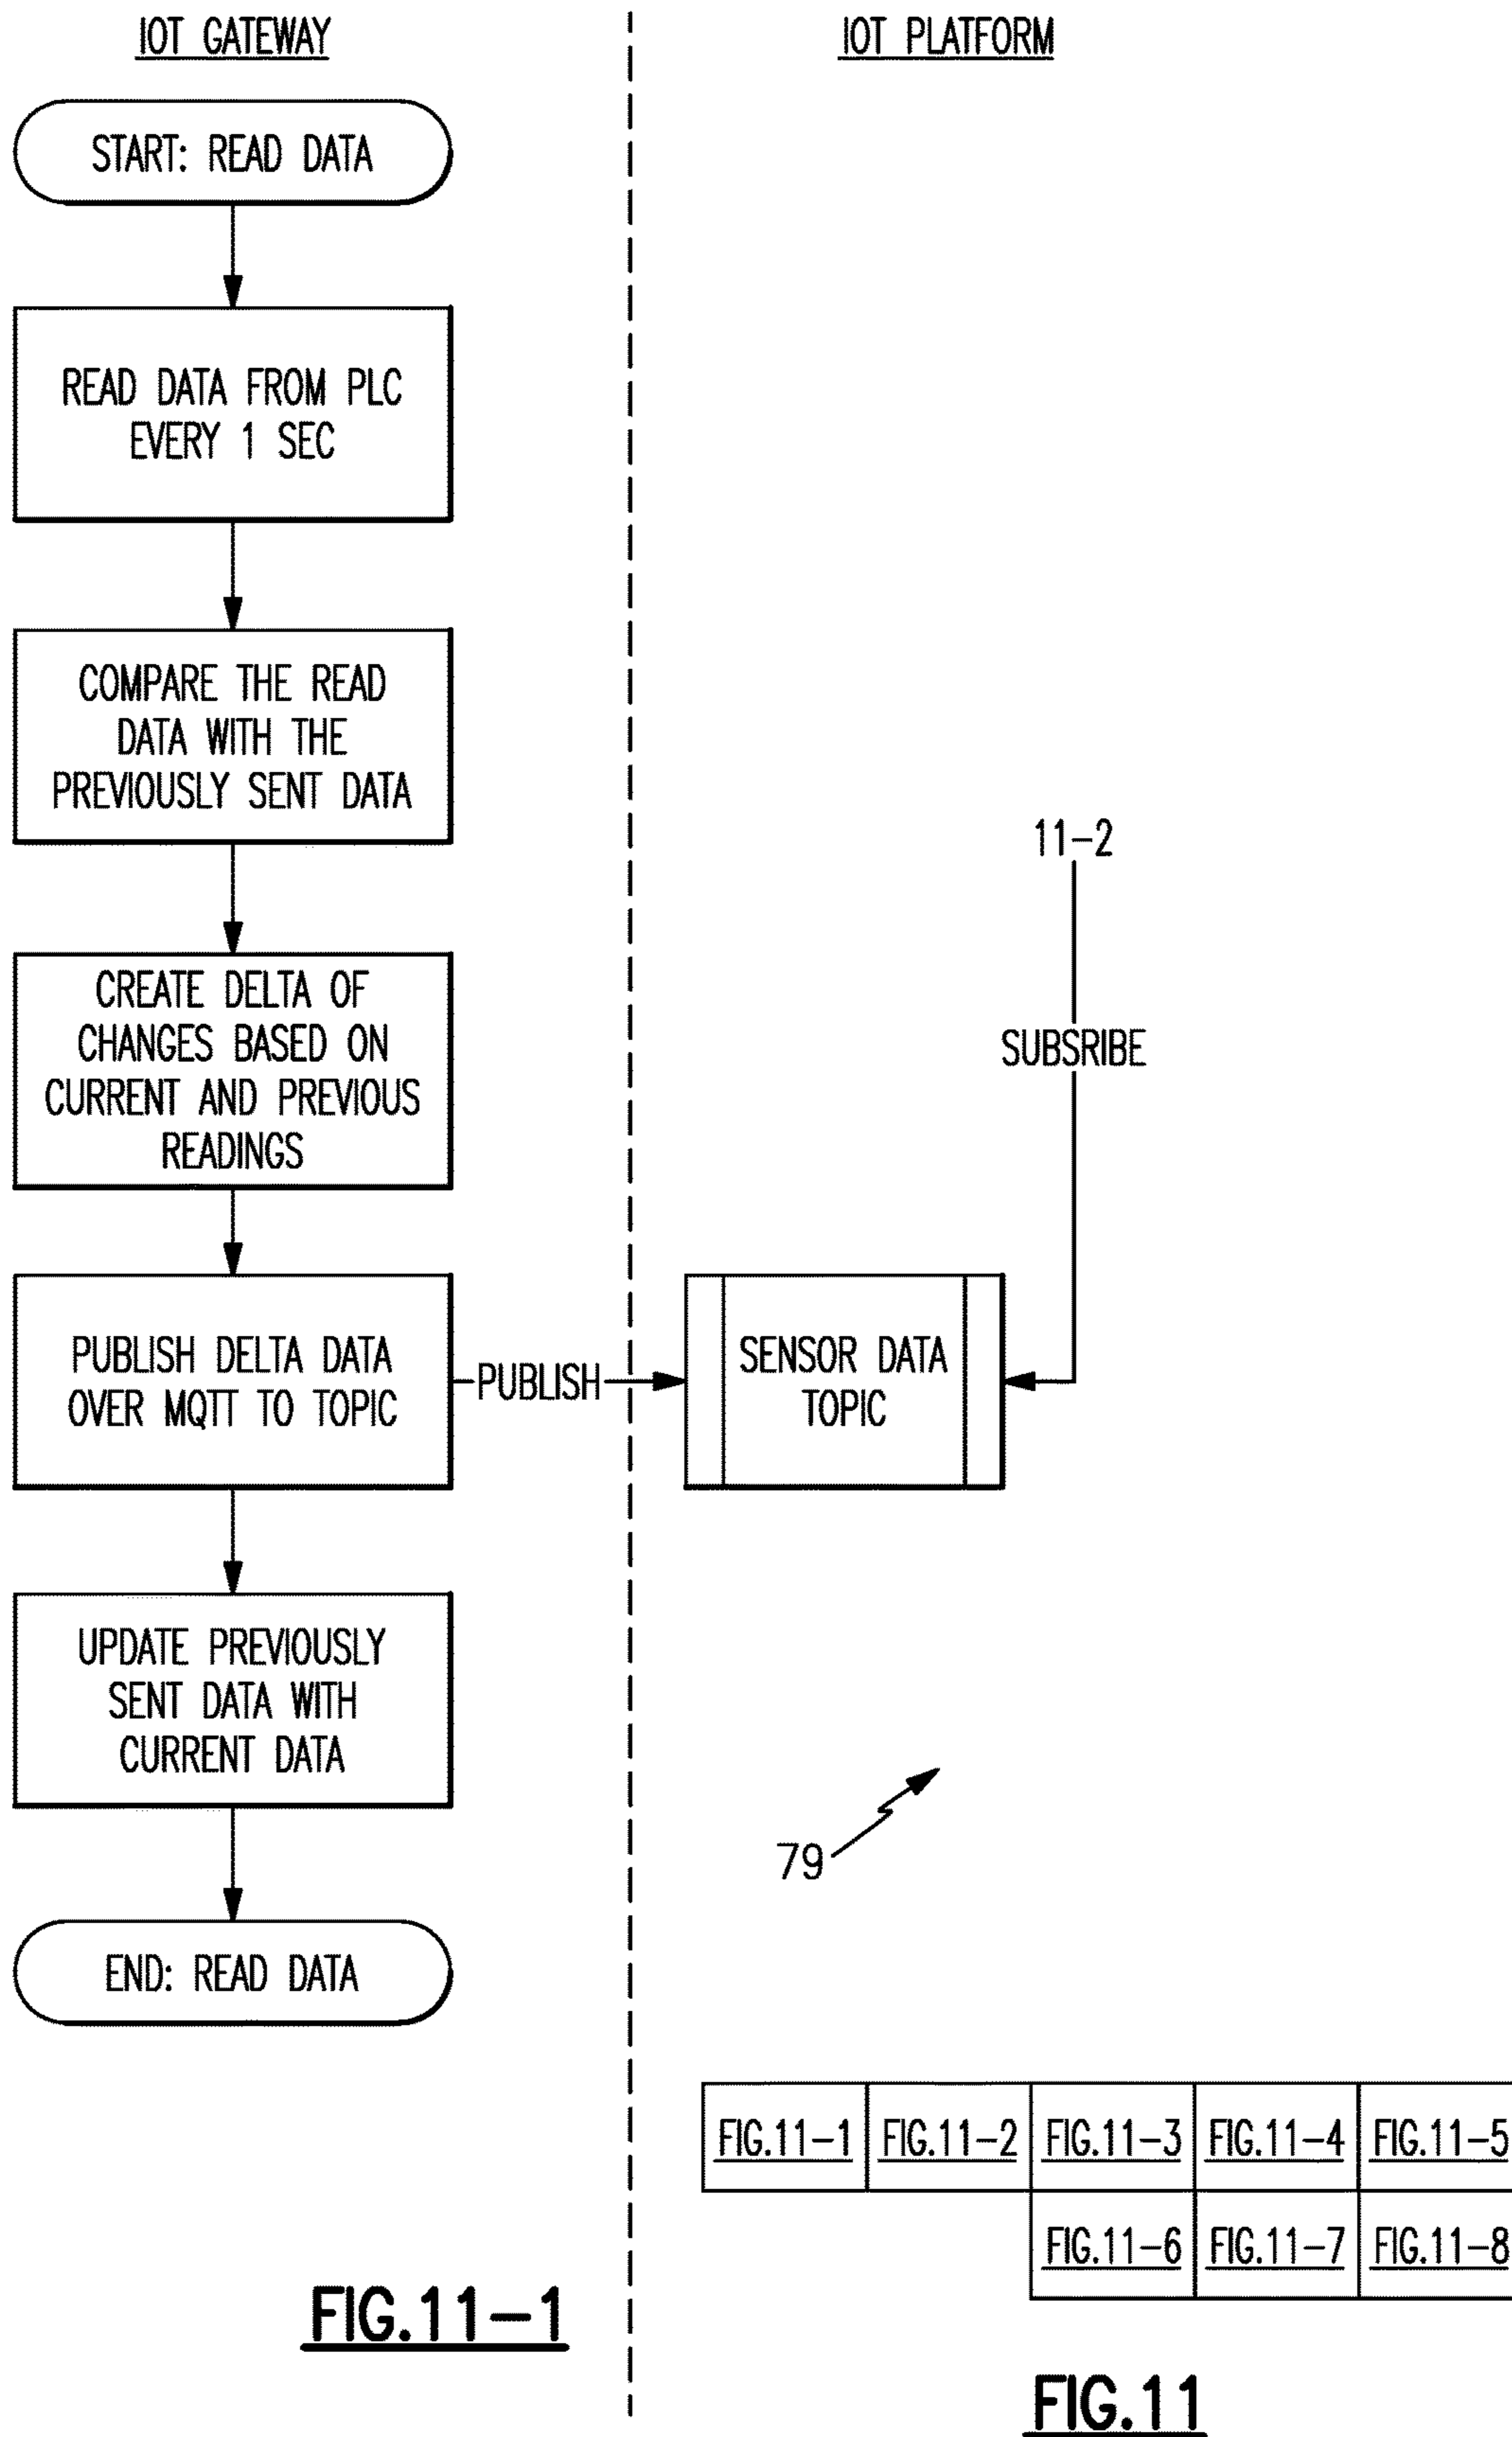 IOT GATEWAY
IOT PLATFORM
START: READ DATA
READ DATA FROM PLC
EVERY 1 SEC
COMPARE THE READ
DATA WITH THE
PREVIOUSLY SENT DATA
CREATE DELTA OF
CHANGES BASED ON
CURRENT AND PREVIOUS
READINGS
PUBLISH DELTA DATA
OVER MQTT TO TOPIC
PUBLISH
SENSOR DATA
TOPIC
11-2
SUBSRIBE
UPDATE PREVIOUSLY
SENT DATA WITH
CURRENT DATA
END: READ DATA
79
FIG.11-1
FIG.11-1 FIG.11-2 FIG.11-3 FIG.11-4 FIG.11-5
FIG.11-6 FIG.11-7 FIG.11-8
FIG.11